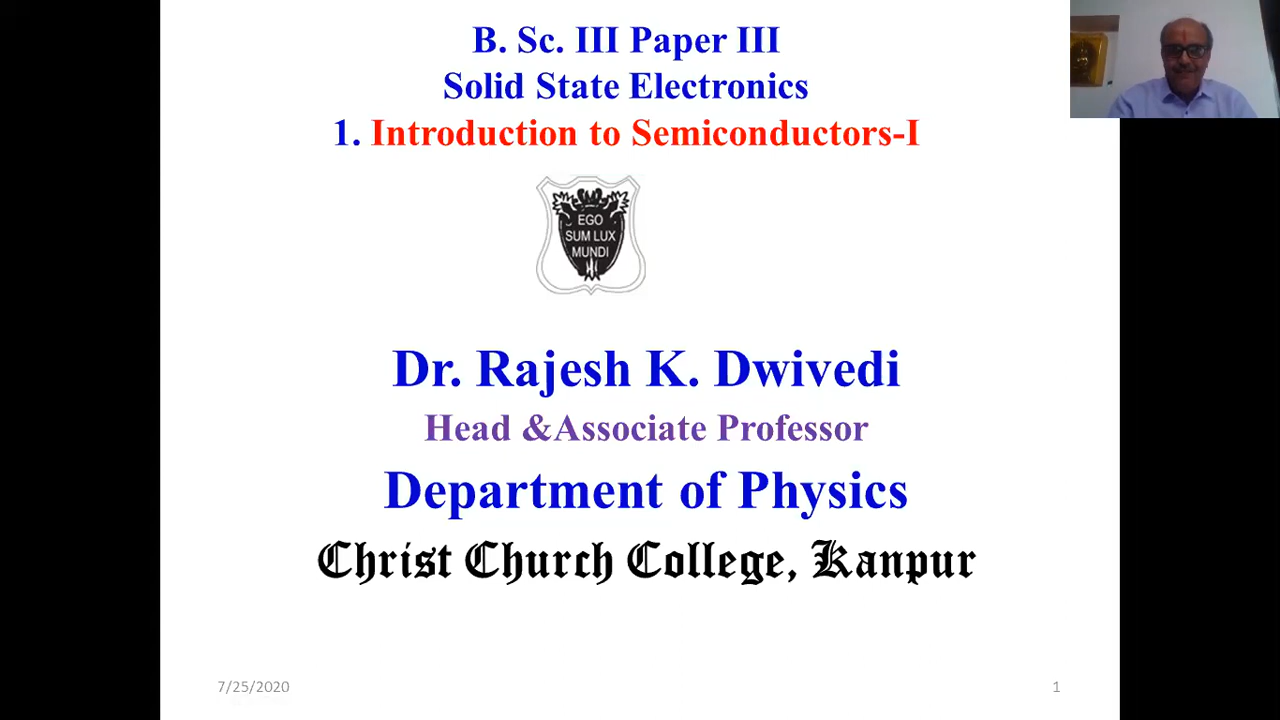 B. Sc. III Paper III
Solid State Electronics
1. Introduction to Semiconductors-I
EGO
SUM LUX
MUNDI
Dr. Rajesh K. Dwivedi
Head &Associate Professor
Department of Physics
Christ Church College, Kanpur
7/25/2020
1